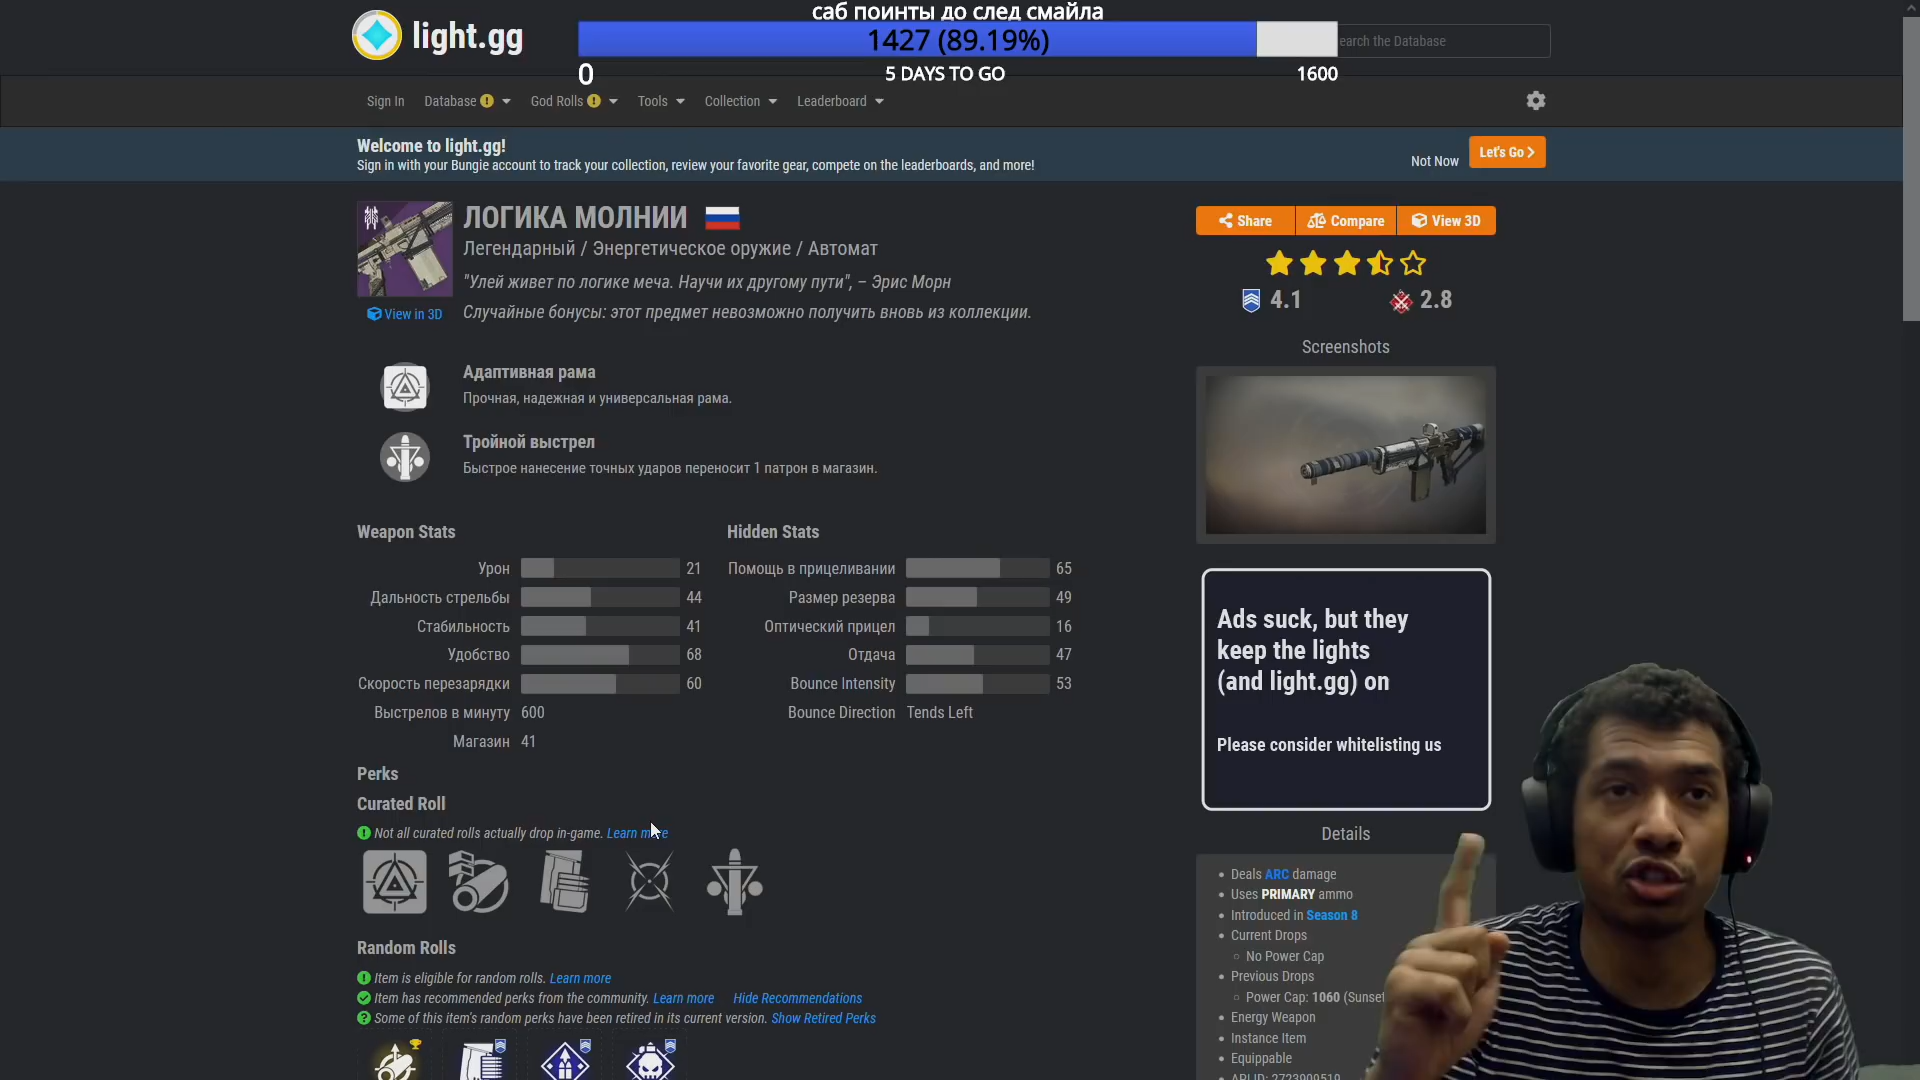 саб поинты до след смайла
light.gg
1427 (89.19%)
earch the Database
0
5 DAYS TO GO
1600
Sign In
Database
God Rolls
Tools
Collection
Leaderboard
Welcome to light.gg!
Sign in with your Bungie account to track your collection, review your favorite gear, compete on the leaderboards, and more!
Not Now
Let's Go
ЛОГИКА МОЛНИИ
Легендарный / Энергетическое оружие / Автомат
"Улей живет по логике меча. Научи их другому пути", – Эрис Морн
View in 3D
Случайные бонусы: этот предмет невозможно получить вновь из коллекции.
Share
Compare
View 3D
4.1
2.8
Адаптивная рама
Прочная, надежная и универсальная рама.
Тройной выстрел
Быстрое нанесение точных ударов переносит 1 патрон в магазин.
Screenshots
Weapon Stats
Урон 21
Дальность стрельбы 44
Стабильность 41
Удобство 68
Скорость перезарядки 60
Выстрелов в минуту 600
Магазин 41
Hidden Stats
Помощь в прицеливании 65
Размер резерва 49
Оптический прицел 16
Отдача 47
Bounce Intensity 53
Bounce Direction Tends Left
Ads suck, but they
keep the lights
(and light.gg) on
Please consider whitelisting us
Perks
Curated Roll
Not all curated rolls actually drop in-game. Learn more
Random Rolls
Item is eligible for random rolls. Learn more
Item has recommended perks from the community. Learn more Hide Recommendations
Some of this item's random perks have been retired in its current version. Show Retired Perks
Details
Deals ARC damage
Uses PRIMARY ammo
Introduced in Season 8
Current Drops
No Power Cap
Previous Drops
Power Cap: 1060 (Sunset
Energy Weapon
Instance Item
Equippable